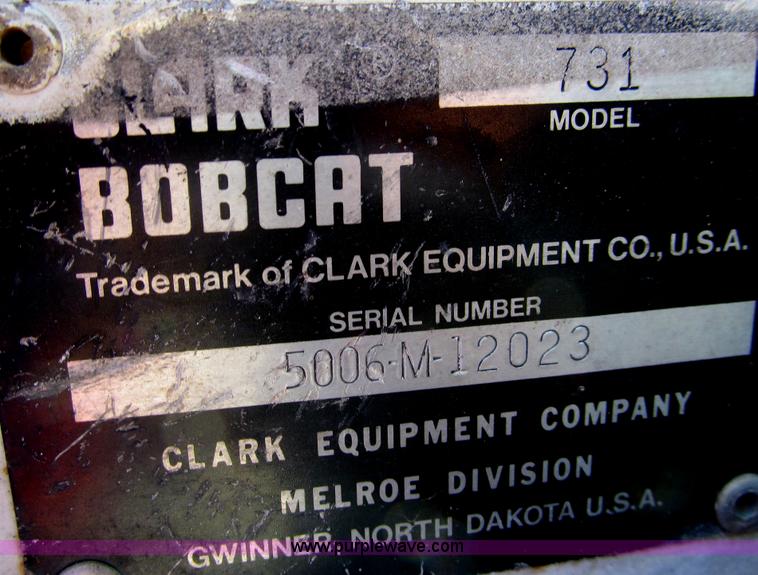 CLARK ®
731
MODEL
BOBCAT
Trademark of CLARK EQUIPMENT CO., U.S.A.
SERIAL NUMBER
5006-M-12023
CLARK EQUIPMENT COMPANY
MELROE DIVISION
GWINNER NORTH DAKOTA U.S.A.
www.purplewave.com